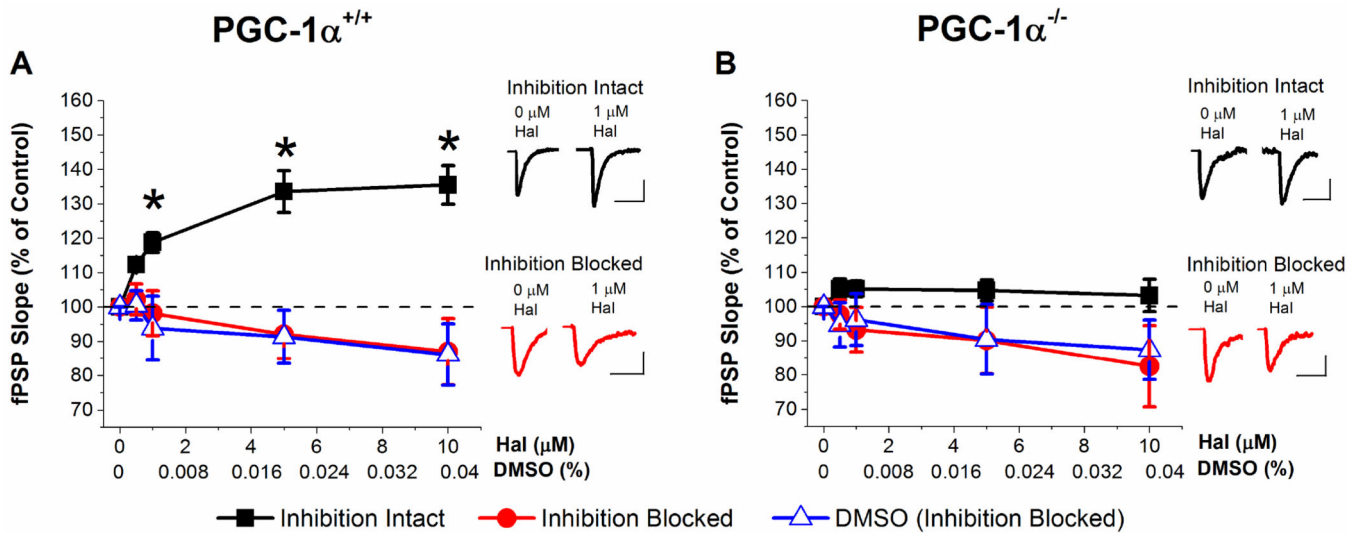 PGC-1α+/+
PGC-1α-/-
A
B
fPSP Slope (% of Control)
160
150
140
130
120
110
100
90
80
70
*
*
*
Inhibition Intact
0 μM
Hal
1 μM
Hal
Inhibition Blocked
0 μM
Hal
1 μM
Hal
0 2 4 6 8 10 Hal (μM)
0 0.008 0.016 0.024 0.032 0.04 DMSO (%)
fPSP Slope (% of Control)
160
150
140
130
120
110
100
90
80
70
Inhibition Intact
0 μM
Hal
1 μM
Hal
Inhibition Blocked
0 μM
Hal
1 μM
Hal
0 2 4 6 8 10 Hal (μM)
0 0.008 0.016 0.024 0.032 0.04 DMSO (%)
Inhibition Intact Inhibition Blocked DMSO (Inhibition Blocked)